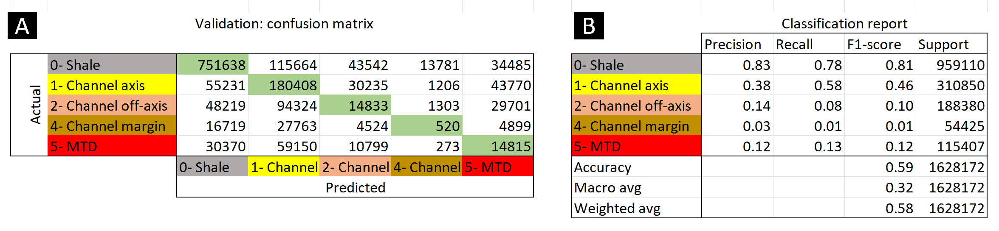 A
Validation: confusion matrix
Actual
0- Shale 751638 115664 43542 13781 34485
1- Channel axis 55231 180408 30235 1206 43770
2- Channel off-axis 48219 94324 14833 1303 29701
4- Channel margin 16719 27763 4524 520 4899
5- MTD 30370 59150 10799 273 14815
0- Shale 1- Channel 2- Channel 4- Channel 5- MTD
Predicted
B
Classification report
Precision Recall F1-score Support
0- Shale 0.83 0.78 0.81 959110
1- Channel axis 0.38 0.58 0.46 310850
2- Channel off-axis 0.14 0.08 0.10 188380
4- Channel margin 0.03 0.01 0.01 54425
5- MTD 0.12 0.13 0.12 115407
Accuracy 0.59 1628172
Macro avg 0.32 1628172
Weighted avg 0.58 1628172